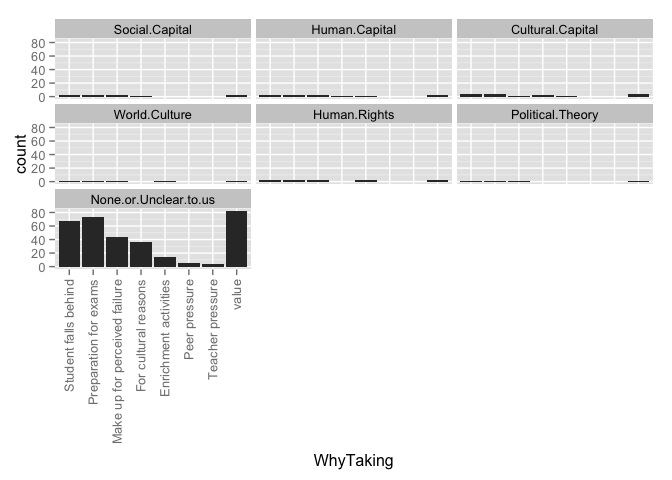 Social.Capital Human.Capital Cultural.Capital
80
60
40
20
0
World.Culture Human.Rights Political.Theory
80
60
40
20
0
None.or.Unclear.to.us
80
60
40
20
0
count
Student falls behind
Preparation for exams
Make up for perceived failure
For cultural reasons
Enrichment activities
Peer pressure
Teacher pressure
value
WhyTaking